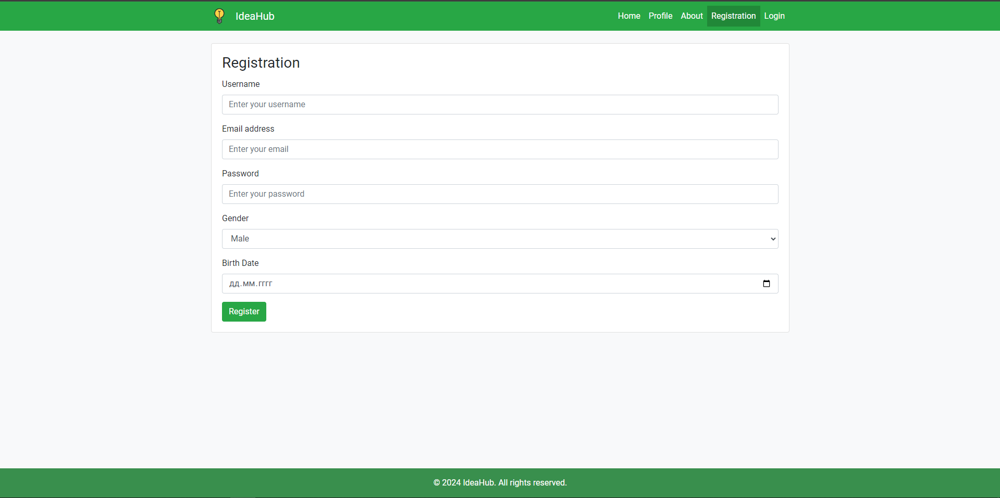 IdeaHub
Home Profile About Registration Login
Registration
Username
Enter your username
Email address
Enter your email
Password
Enter your password
Gender
Male
Birth Date
дд.мм.гггг
Register
© 2024 IdeaHub. All rights reserved.